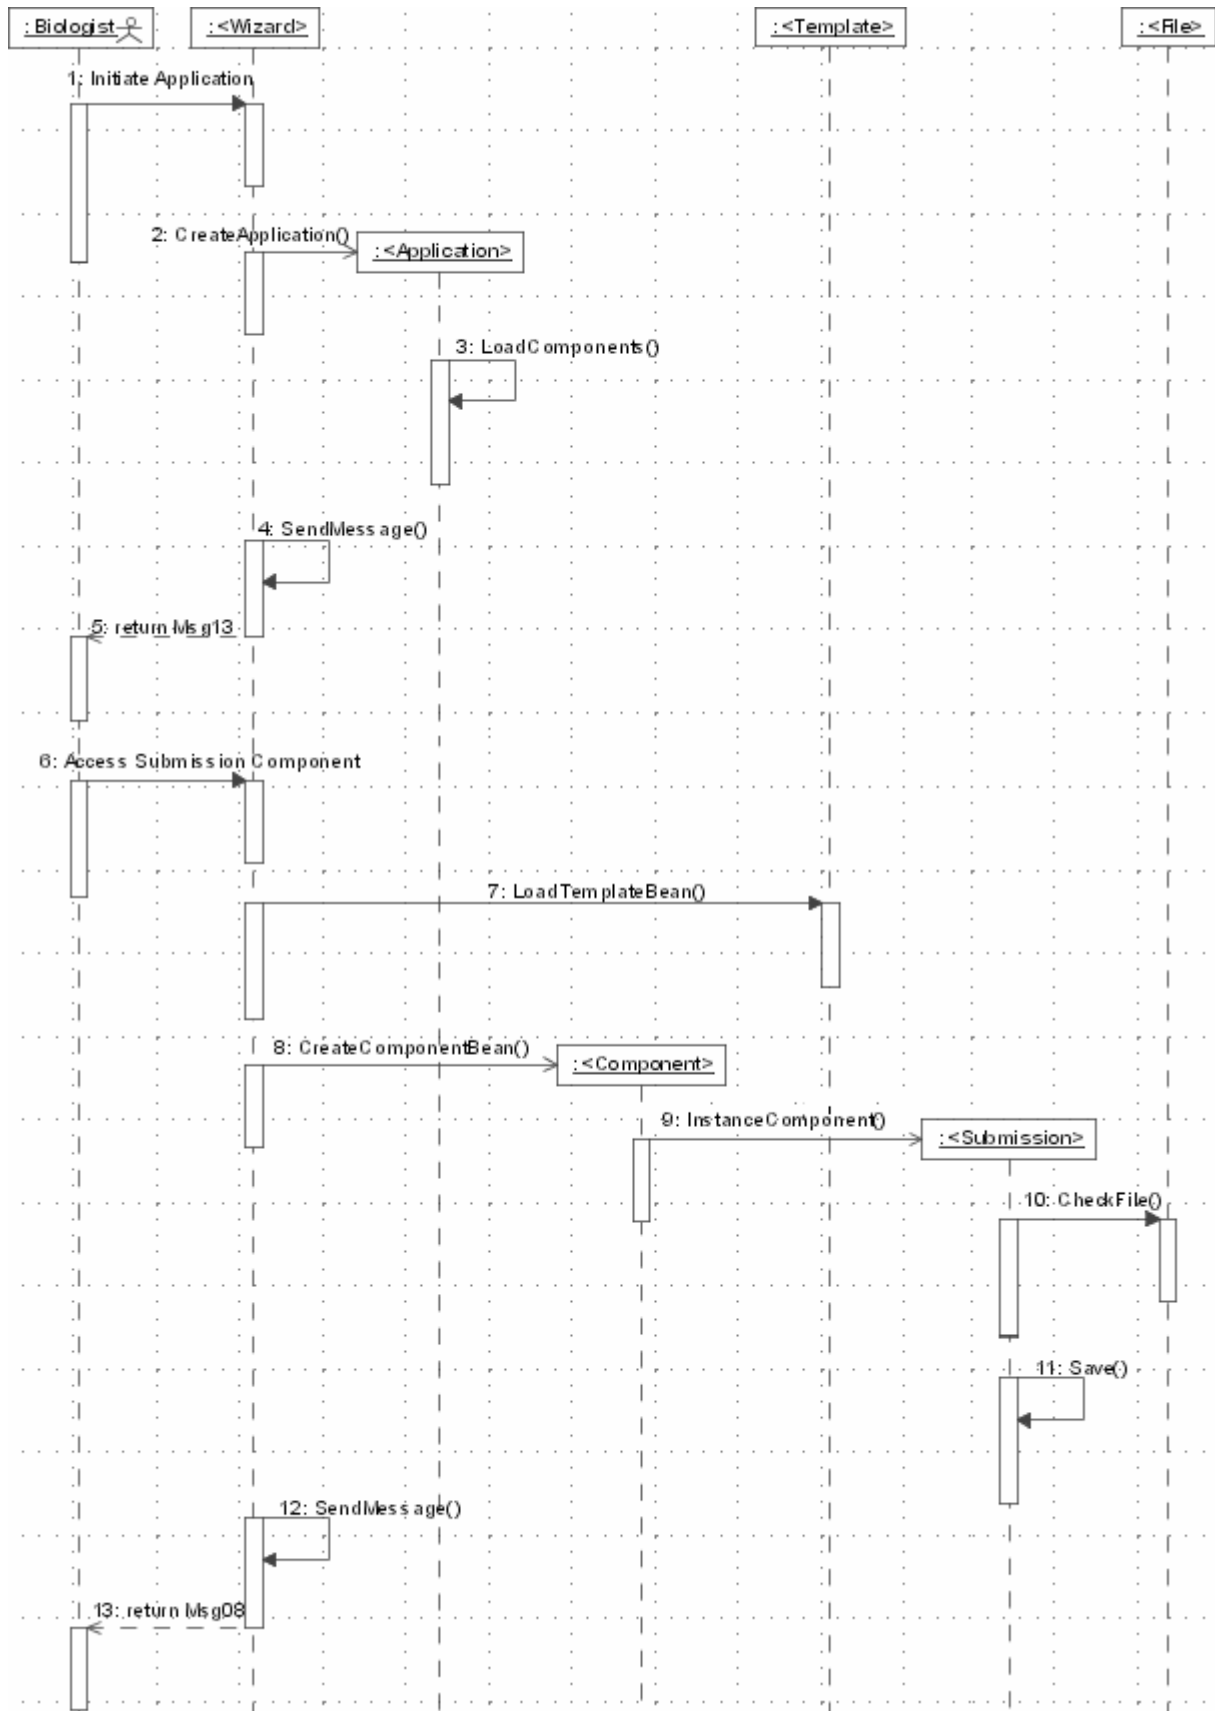 : Biologist
: <Wizard>
: <Template>
: <File>
1: Initiate Application
2: CreateApplication()
: <Application>
3: LoadComponents()
4: SendMessage()
5: return Msg13
6: Access Submission Component
7: LoadTemplateBean()
8: CreateComponentBean()
: <Component>
9: InstanceComponent()
: <Submission>
10: CheckFile()
11: Save()
12: SendMessage()
13: return Msg08